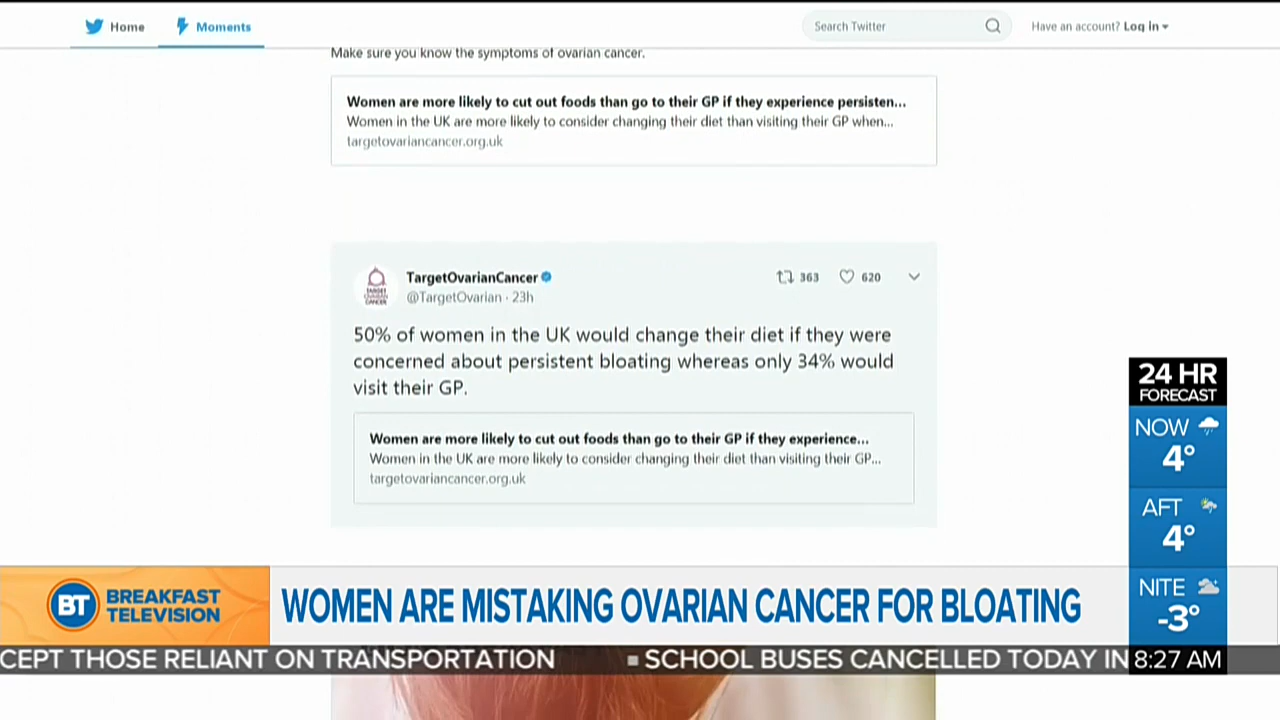 Home
Moments
Search Twitter
Have an account? Log in
Make sure you know the symptoms of ovarian cancer.
Women are more likely to cut out foods than go to their GP if they experience persisten...
Women in the UK are more likely to consider changing their diet than visiting their GP when...
targetovariancancer.org.uk
TargetOvarianCancer
@TargetOvarian · 23h
363
620
TARGET
OVARIAN
CANCER
50% of women in the UK would change their diet if they were
concerned about persistent bloating whereas only 34% would
visit their GP.
Women are more likely to cut out foods than go to their GP if they experience...
Women in the UK are more likely to consider changing their diet than visiting their GP...
targetovariancancer.org.uk
24 HR
FORECAST
NOW
4°
AFT
4°
NITE
-3°
BT
BREAKFAST
TELEVISION
WOMEN ARE MISTAKING OVARIAN CANCER FOR BLOATING
CEPT THOSE RELIANT ON TRANSPORTATION
SCHOOL BUSES CANCELLED TODAY IN
8:27 AM